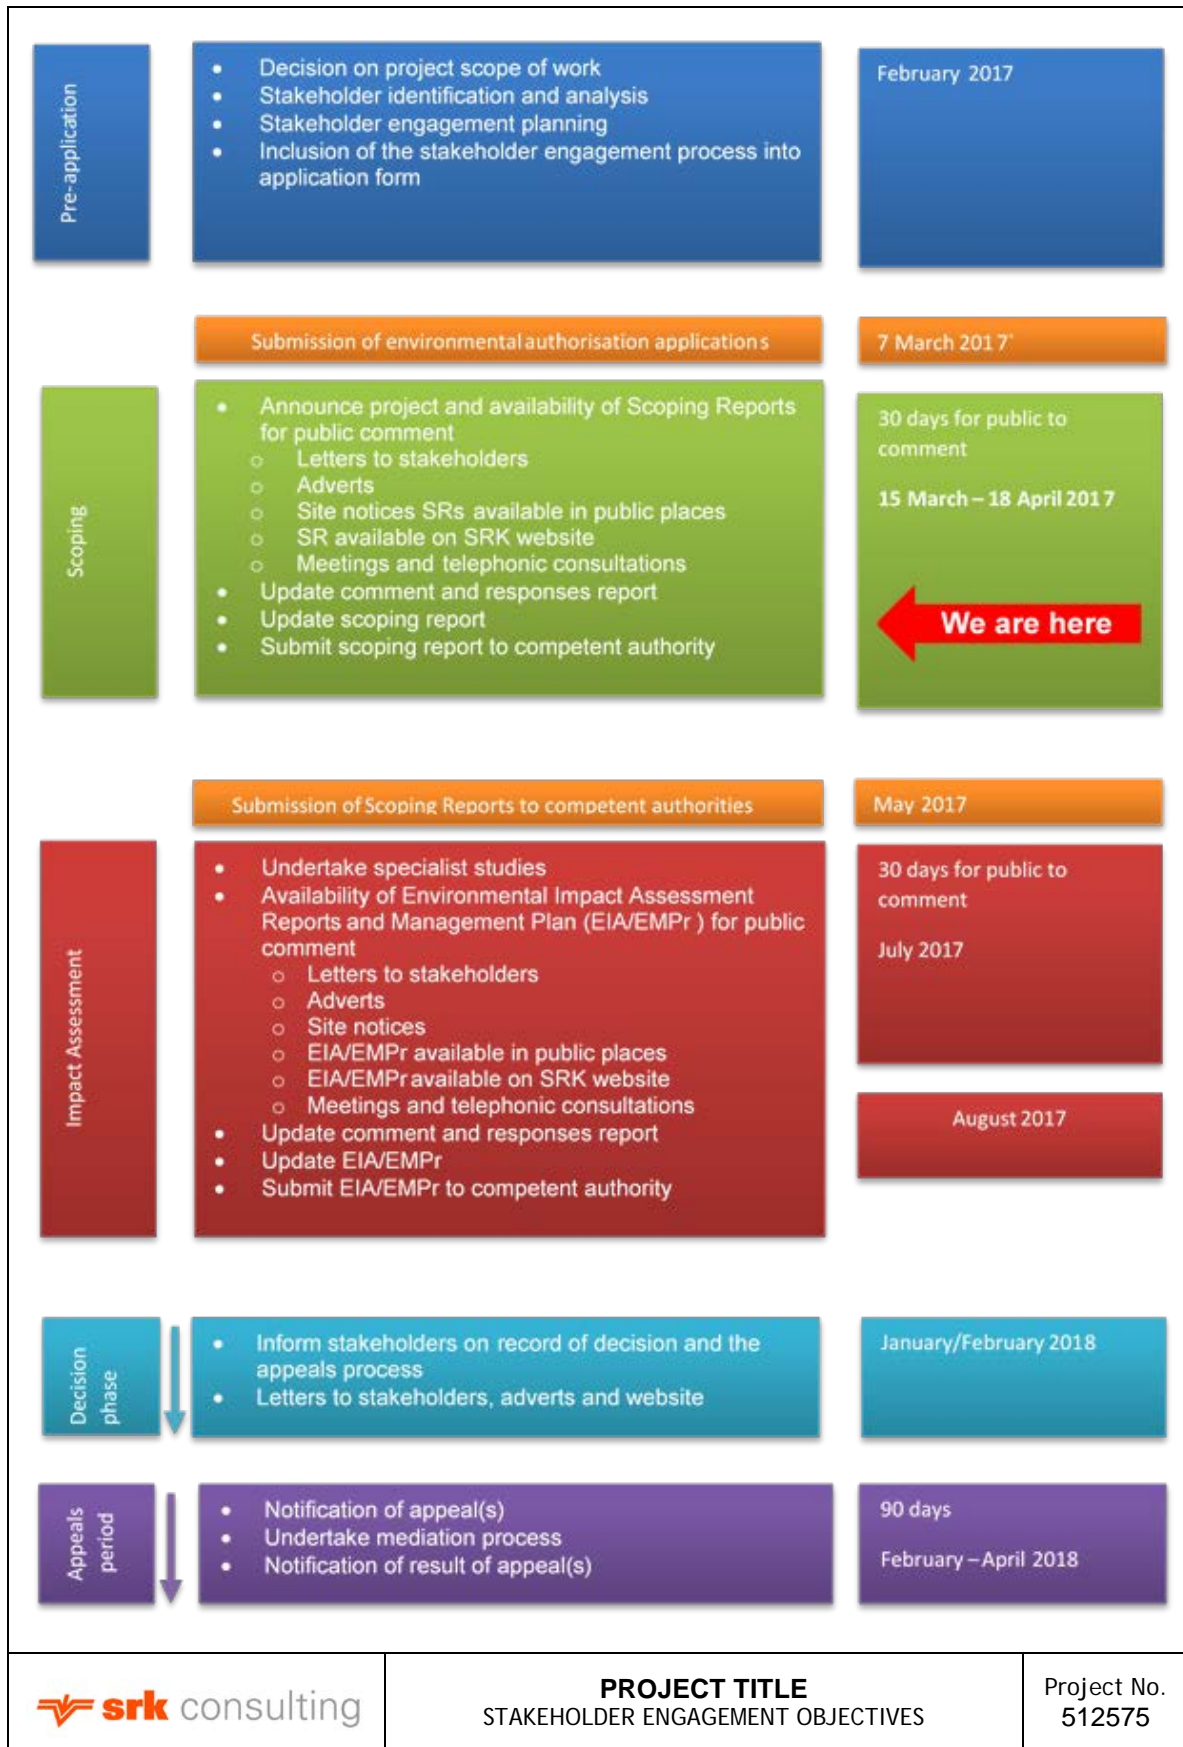 Pre-application
• Decision on project scope of work
• Stakeholder identification and analysis
• Stakeholder engagement planning
• Inclusion of the stakeholder engagement process into
application form
February 2017
Submission of environmental authorisation applications
7 March 2017*
Scoping
• Announce project and availability of Scoping Reports
for public comment
o Letters to stakeholders
o Adverts
o Site notices SRs available in public places
o SR available on SRK website
o Meetings and telephonic consultations
• Update comment and responses report
• Update scoping report
• Submit scoping report to competent authority
30 days for public to
comment
15 March – 18 April 2017
We are here
Submission of Scoping Reports to competent authorities
May 2017
Impact Assessment
• Undertake specialist studies
• Availability of Environmental Impact Assessment
Reports and Management Plan (EIA/EMPr ) for public
comment
o Letters to stakeholders
o Adverts
o Site notices
o EIA/EMPr available in public places
o EIA/EMPr available on SRK website
o Meetings and telephonic consultations
• Update comment and responses report
• Update EIA/EMPr
• Submit EIA/EMPr to competent authority
30 days for public to
comment
July 2017
August 2017
Decision
phase
• Inform stakeholders on record of decision and the
appeals process
• Letters to stakeholders, adverts and website
January/February 2018
Appeals
period
• Notification of appeal(s)
• Undertake mediation process
• Notification of result of appeal(s)
90 days
February – April 2018
srk consulting
PROJECT TITLE
STAKEHOLDER ENGAGEMENT OBJECTIVES
Project No.
512575